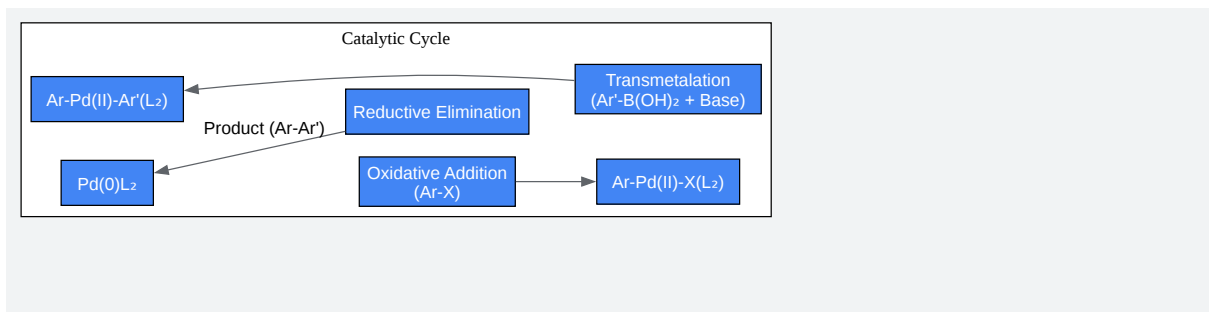 Catalytic Cycle
Ar-Pd(II)-Ar'(L₂)
Transmetalation
(Ar'-B(OH)₂ + Base)
Reductive Elimination
Product (Ar-Ar')
Pd(0)L₂
Oxidative Addition
(Ar-X)
Ar-Pd(II)-X(L₂)